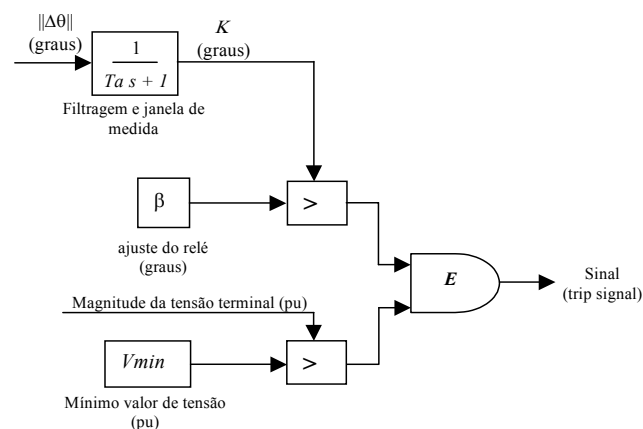 ||Δθ||
(graus)
K
(graus)
1
Ta s + 1
Filtragem e janela de
medida
β
>
ajuste do relé
(graus)
E
Sinal
(trip signal)
Magnitude da tensão terminal (pu)
Vmin
>
Mínimo valor de tensão
(pu)